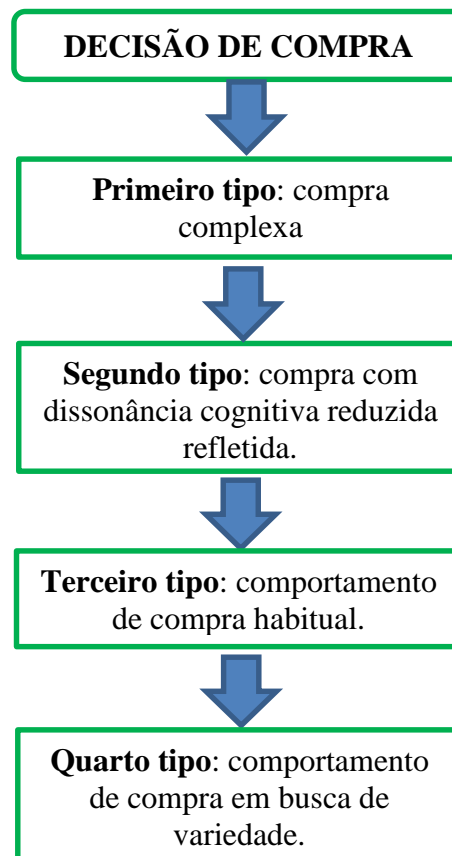 DECISÃO DE COMPRA
Primeiro tipo: compra
complexa
Segundo tipo: compra com
dissonância cognitiva reduzida
refletida.
Terceiro tipo: comportamento
de compra habitual.
Quarto tipo: comportamento
de compra em busca de
variedade.